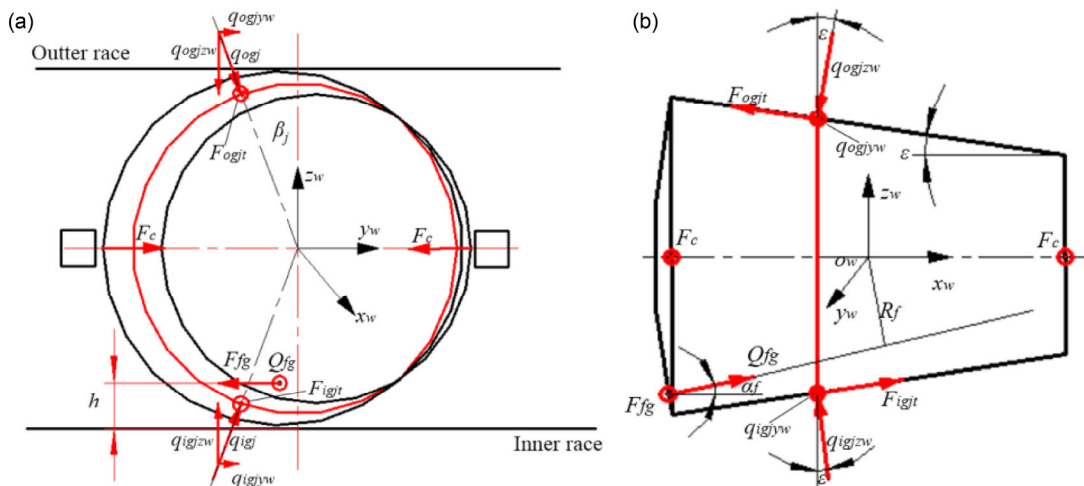 (a)
qogjyw
qogjzw
qogj
Outter race
Fogjt
βj
zw
Fc
yw
Fc
xw
Ffg
Qfg
Figjt
h
qigjzw
qigj
qigjyw
Inner race
(b)
ε
qogjzw
Fogjt
qogjyw
ε
zw
Fc
ow
Fc
xw
yw
Rf
Qfg
Ffg
αf
Figjt
qigjyw
qigjzw
ε